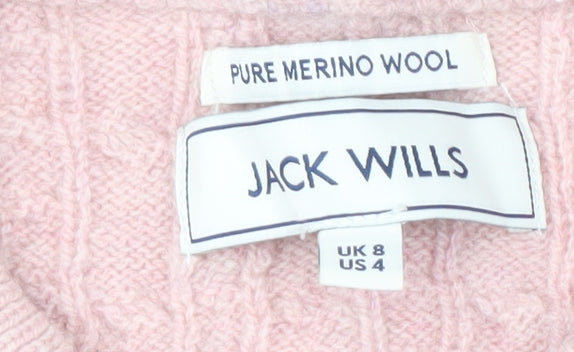 PURE MERINO WOOL
JACK WILLS
UK 8
US 4